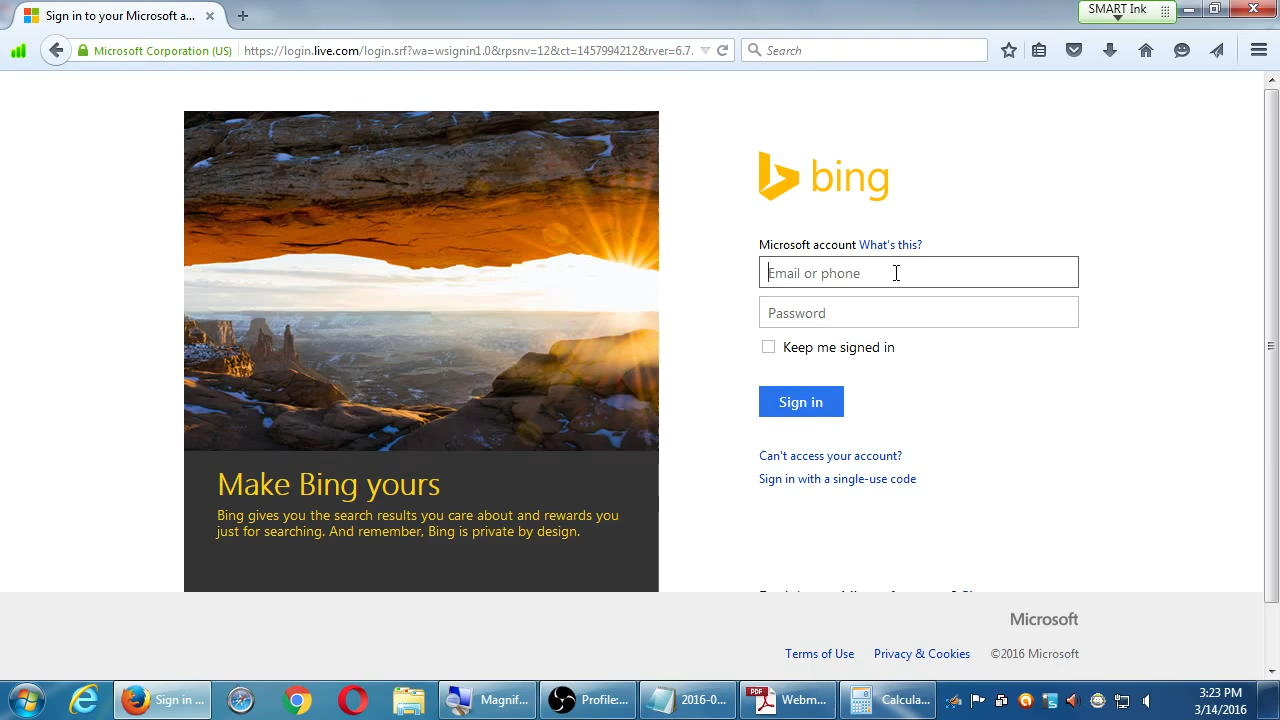 Sign in to your Microsoft a...
SMART Ink
Microsoft Corporation (US)
https://login.live.com/login.srf?wa=wsignin1.0&rpsnv=12&ct=1457994212&rver=6.7.
Search
bing
Microsoft account What's this?
Email or phone
Password
Keep me signed in
Sign in
Can't access your account?
Sign in with a single-use code
Make Bing yours
Bing gives you the search results you care about and rewards you
just for searching. And remember, Bing is private by design.
Microsoft
Terms of Use Privacy & Cookies ©2016 Microsoft
Sign in ...
Magnif...
Profile:...
2016-0...
PDF
Webm...
Calcula...
3:23 PM
3/14/2016